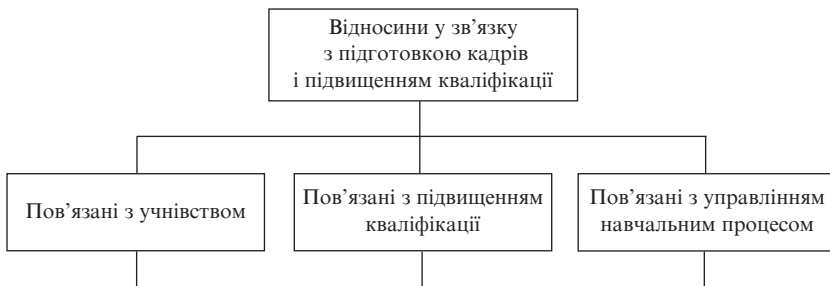 Відносини у зв’язку
з підготовкою кадрів
і підвищенням кваліфікації
Пов’язані з учнівством
Пов’язані з підвищенням
кваліфікації
Пов’язані з управлінням
навчальним процесом